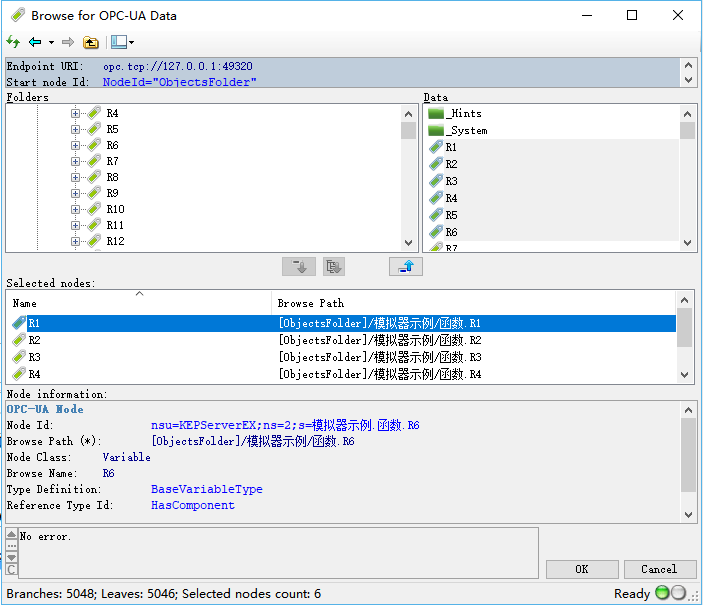 Browse for OPC-UA Data
Endpoint URI: opc.tcp://127.0.0.1:49320
Start node Id: NodeId="ObjectsFolder"
Folders
R4
R5
R6
R7
R8
R9
R10
R11
R12
Data
_Hints
_System
R1
R2
R3
R4
R5
R6
R7
Selected nodes:
Name Browse Path
R1 [ObjectsFolder]/模拟器示例/函数.R1
R2 [ObjectsFolder]/模拟器示例/函数.R2
R3 [ObjectsFolder]/模拟器示例/函数.R3
R4 [ObjectsFolder]/模拟器示例/函数.R4
Node information:
OPC-UA Node
Node Id: nsu=KEPServerEX;ns=2;s=模拟器示例.函数.R6
Browse Path (*): [ObjectsFolder]/模拟器示例/函数.R6
Node Class: Variable
Browse Name: R6
Type Definition: BaseVariableType
Reference Type Id: HasComponent
No error.
C
OK Cancel
Branches: 5048; Leaves: 5046; Selected nodes count: 6 Ready